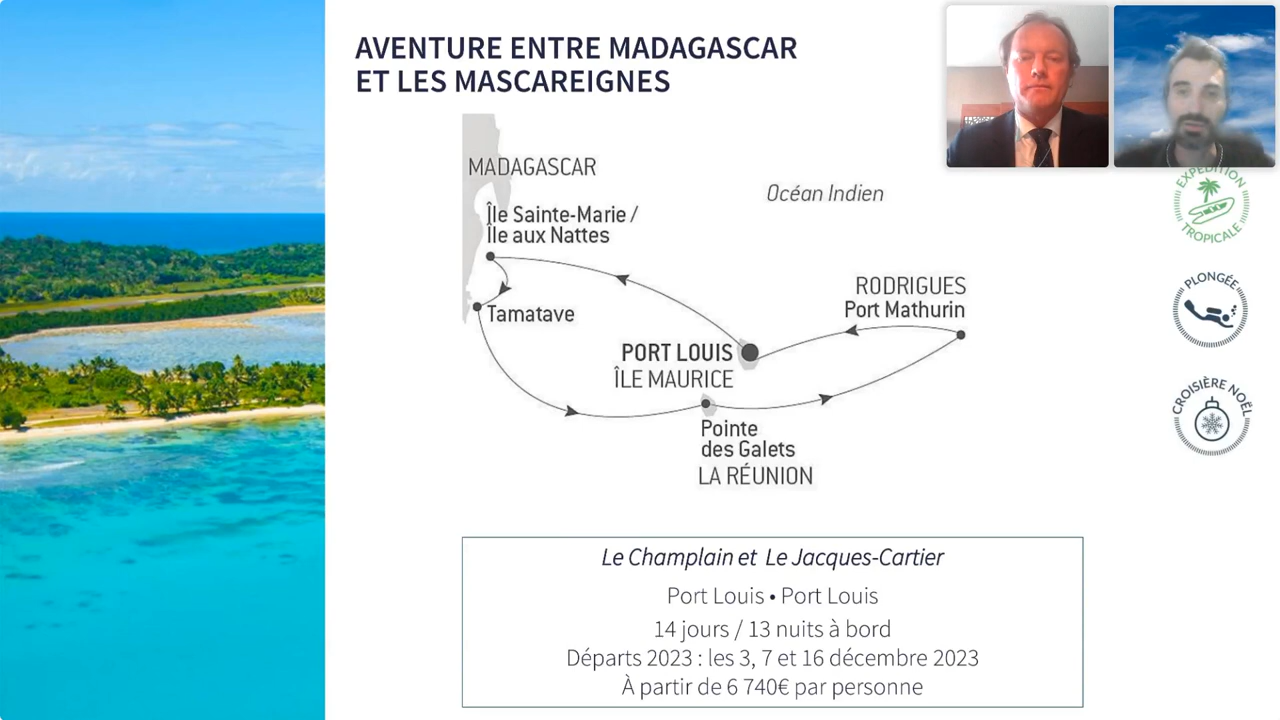 AVENTURE ENTRE MADAGASCAR
ET LES MASCAREIGNES
MADAGASCAR
Océan Indien
Île Sainte-Marie /
Île aux Nattes
Tamatave
RODRIGUES
Port Mathurin
PORT LOUIS
ÎLE MAURICE
Pointe
des Galets
LA RÉUNION
EXPÉDITION
TROPICALE
PLONGÉE
CROISIÈRE NOËL
Le Champlain et Le Jacques-Cartier
Port Louis • Port Louis
14 jours / 13 nuits à bord
Départs 2023 : les 3, 7 et 16 décembre 2023
À partir de 6 740€ par personne